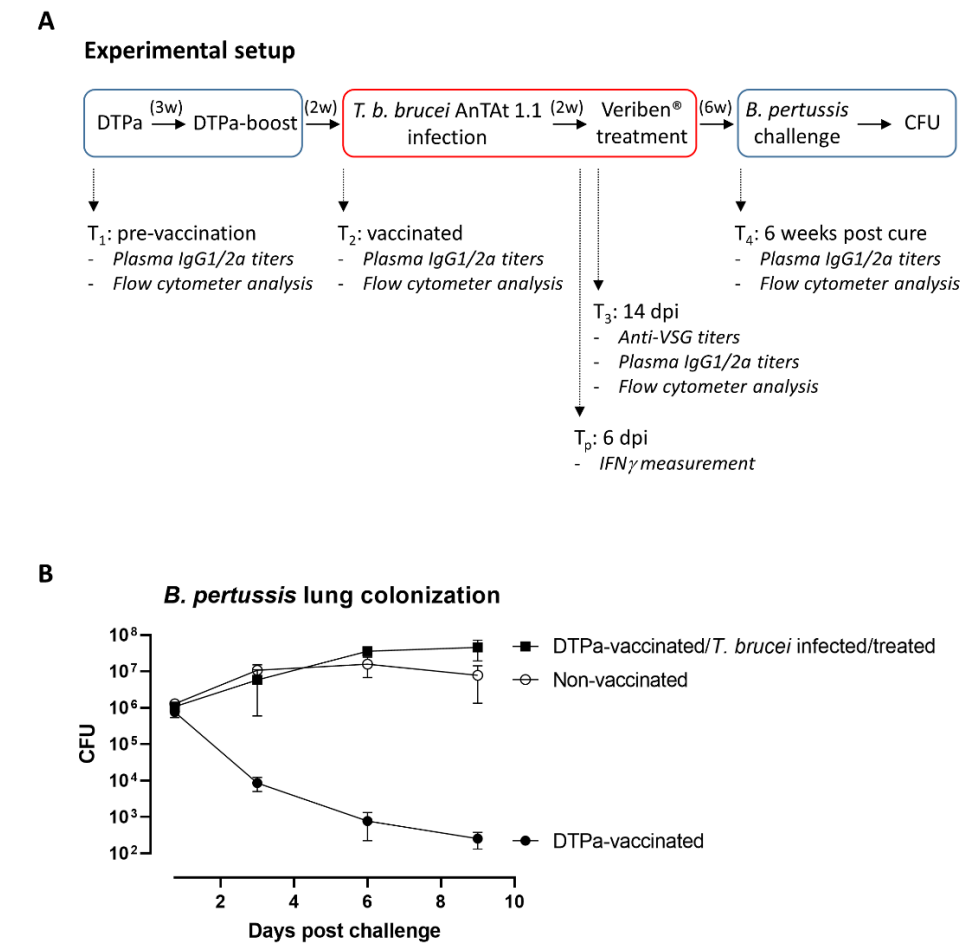 A
Experimental setup
DTPa (3w) DTPa-boost (2w) T. b. brucei AnTAt 1.1 (2w) Veriben® (6w) B. pertussis
infection treatment challenge CFU
T1: pre-vaccination
- Plasma IgG1/2a titers
- Flow cytometer analysis
T2: vaccinated
- Plasma IgG1/2a titers
- Flow cytometer analysis
T4: 6 weeks post cure
- Plasma IgG1/2a titers
- Flow cytometer analysis
T3: 14 dpi
- Anti-VSG titers
- Plasma IgG1/2a titers
- Flow cytometer analysis
Tp: 6 dpi
- IFNγ measurement
B
B. pertussis lung colonization
CFU
10^8
10^7
10^6
10^5
10^4
10^3
10^2
DTPa-vaccinated/T. brucei infected/treated
Non-vaccinated
DTPa-vaccinated
2 4 6 8 10
Days post challenge